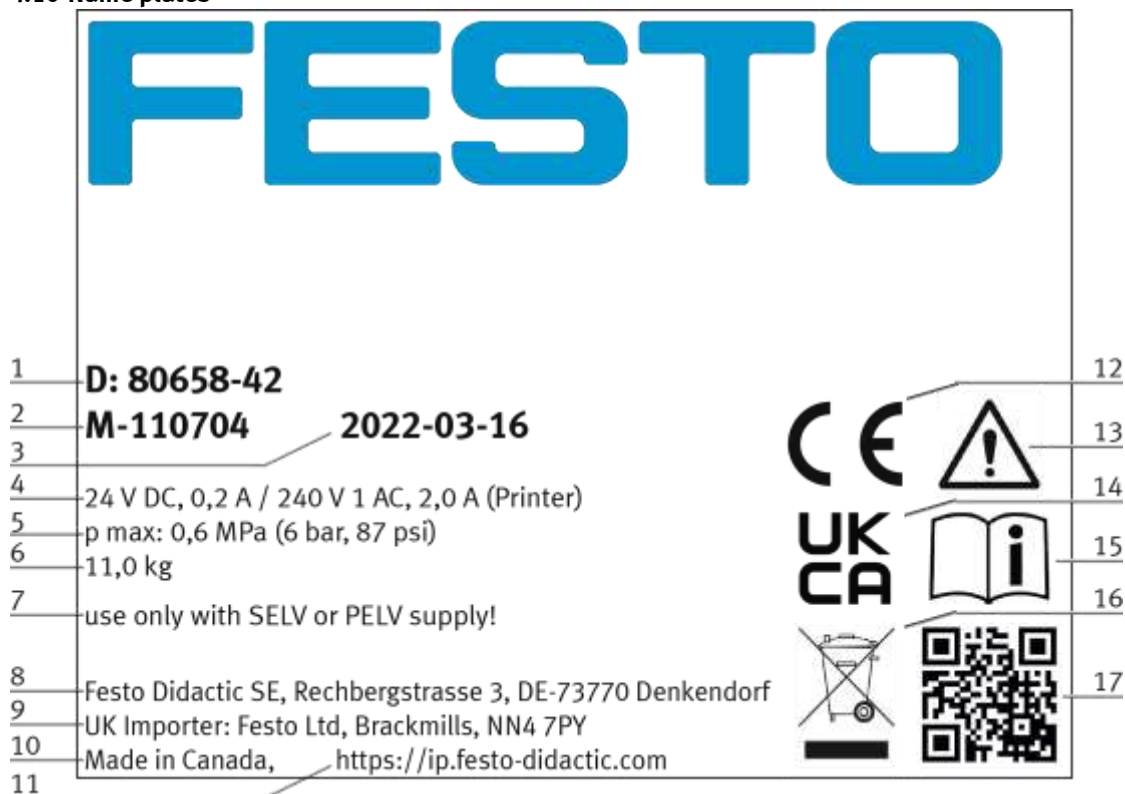 FESTO
1 D: 80658-42 12
2 M-110704 2022-03-16 CE 13
3
4 24 V DC, 0,2 A / 240 V 1 AC, 2,0 A (Printer) 14
5 p max: 0,6 MPa (6 bar, 87 psi) UK
6 11,0 kg CA 15
7 use only with SELV or PELV supply! 16
8 Festo Didactic SE, Rechbergstrasse 3, DE-73770 Denkendorf 17
9 UK Importer: Festo Ltd, Brackmills, NN4 7PY
10 Made in Canada, https://ip.festo-didactic.com
11